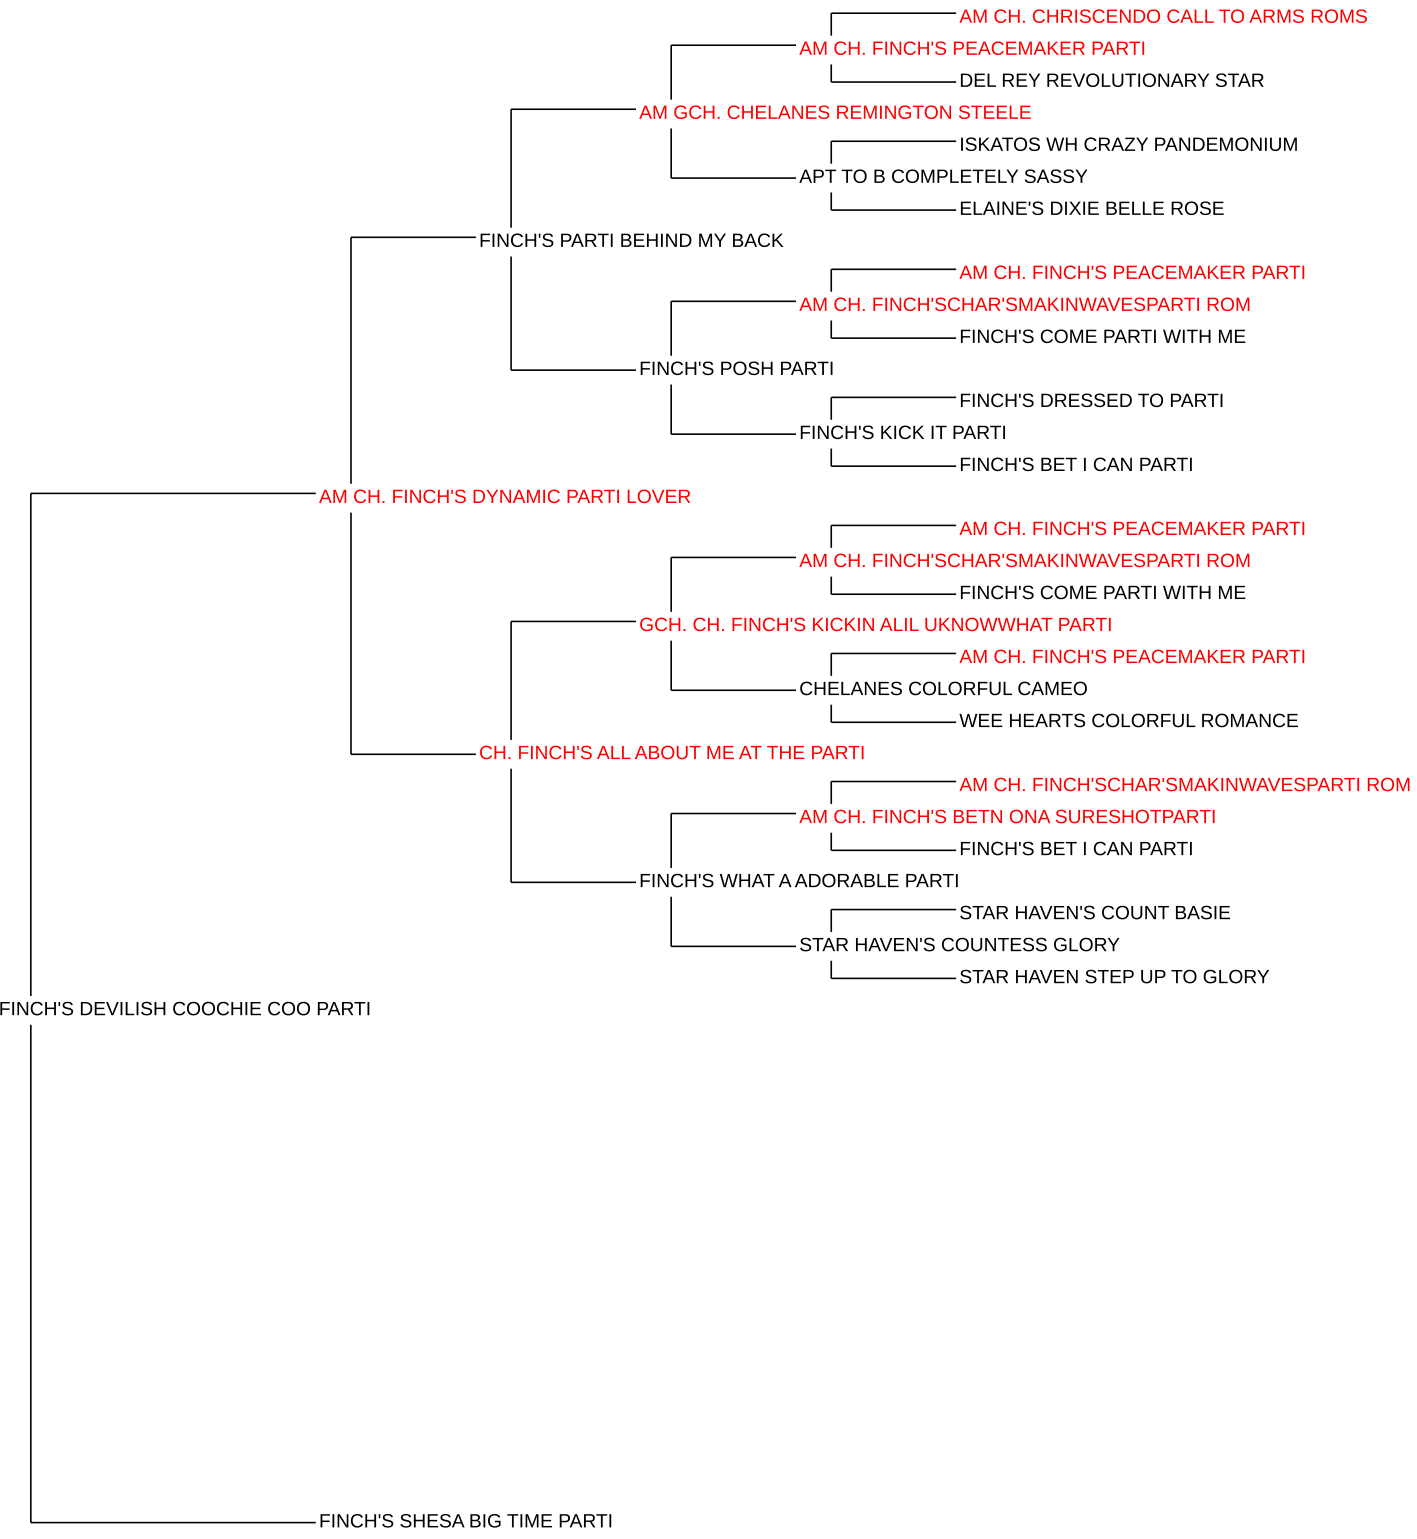 AM CH. CHRISCENDO CALL TO ARMS ROMS
AM CH. FINCH'S PEACEMAKER PARTI
DEL REY REVOLUTIONARY STAR
AM GCH. CHELANES REMINGTON STEELE
ISKATOS WH CRAZY PANDEMONIUM
APT TO B COMPLETELY SASSY
ELAINE'S DIXIE BELLE ROSE
FINCH'S PARTI BEHIND MY BACK
AM CH. FINCH'S PEACEMAKER PARTI
AM CH. FINCH'SCHAR'SMAKINWAVESPARTI ROM
FINCH'S COME PARTI WITH ME
FINCH'S POSH PARTI
FINCH'S DRESSED TO PARTI
FINCH'S KICK IT PARTI
FINCH'S BET I CAN PARTI
AM CH. FINCH'S DYNAMIC PARTI LOVER
AM CH. FINCH'S PEACEMAKER PARTI
AM CH. FINCH'SCHAR'SMAKINWAVESPARTI ROM
FINCH'S COME PARTI WITH ME
GCH. CH. FINCH'S KICKIN ALIL UKNOWWHAT PARTI
AM CH. FINCH'S PEACEMAKER PARTI
CHELANES COLORFUL CAMEO
WEE HEARTS COLORFUL ROMANCE
CH. FINCH'S ALL ABOUT ME AT THE PARTI
AM CH. FINCH'SCHAR'SMAKINWAVESPARTI ROM
AM CH. FINCH'S BETN ONA SURESHOTPARTI
FINCH'S BET I CAN PARTI
FINCH'S WHAT A ADORABLE PARTI
STAR HAVEN'S COUNT BASIE
STAR HAVEN'S COUNTESS GLORY
STAR HAVEN STEP UP TO GLORY
FINCH'S DEVILISH COOCHIE COO PARTI
FINCH'S SHESA BIG TIME PARTI